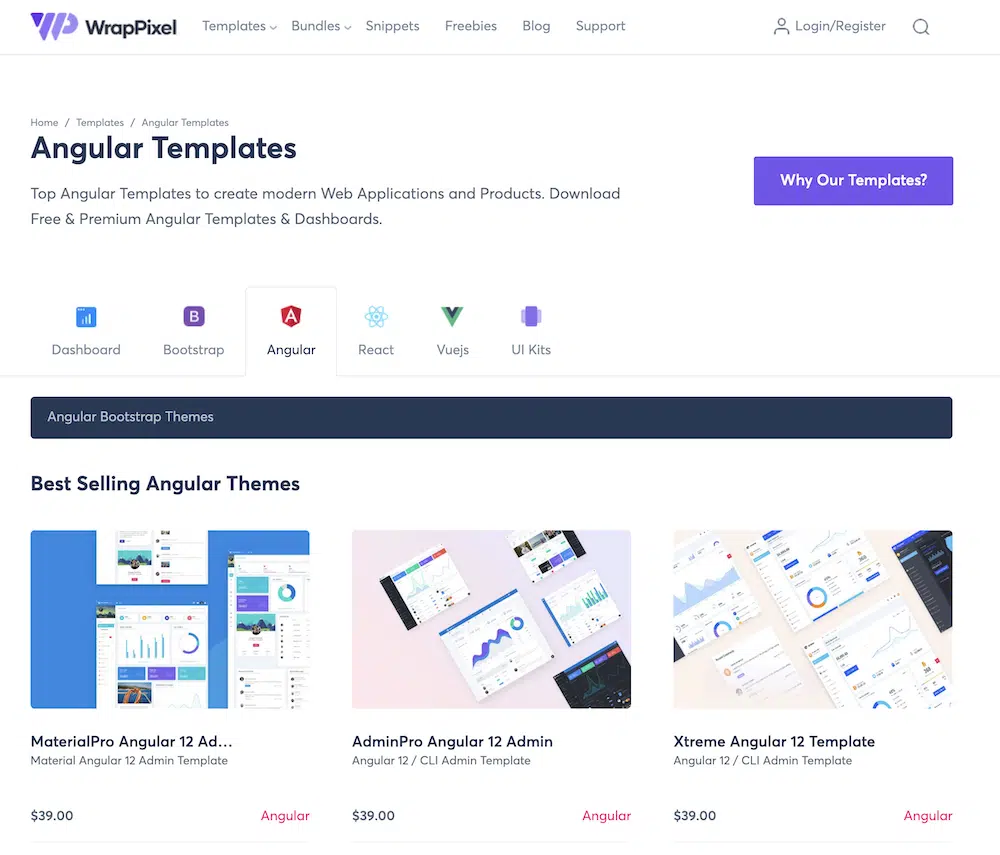 WrapPixel
Templates Bundles Snippets Freebies Blog Support
Login/Register
Home / Templates / Angular Templates
Angular Templates
Top Angular Templates to create modern Web Applications and Products. Download
Free & Premium Angular Templates & Dashboards.
Why Our Templates?
Dashboard Bootstrap Angular React Vuejs UI Kits
Angular Bootstrap Themes
Best Selling Angular Themes
MaterialPro Angular 12 Ad...
Material Angular 12 Admin Template
$39.00 Angular
AdminPro Angular 12 Admin
Angular 12 / CLI Admin Template
$39.00 Angular
Xtreme Angular 12 Template
Angular 12 / CLI Admin Template
$39.00 Angular